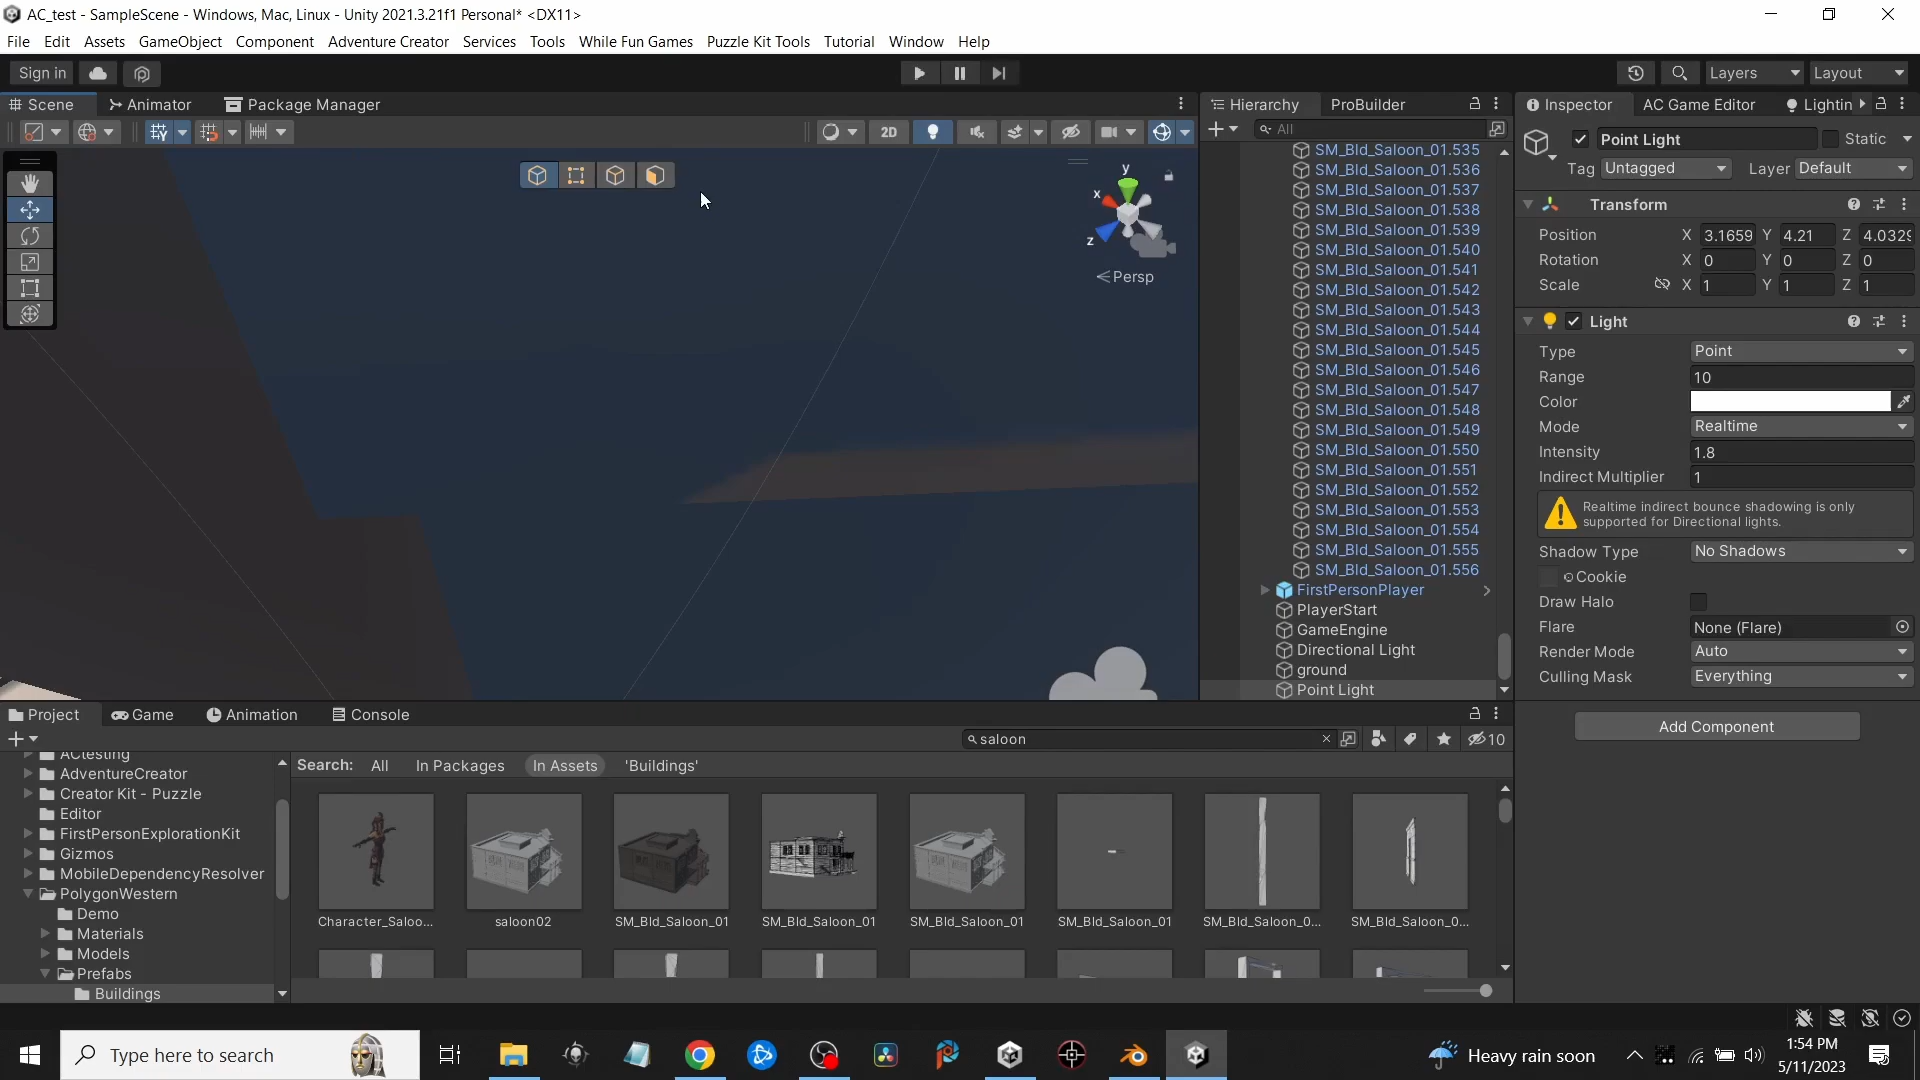 AC_test - SampleScene - Windows, Mac, Linux - Unity 2021.3.21f1 Personal* <DX11>
File Edit Assets GameObject Component Adventure Creator Services Tools While Fun Games Puzzle Kit Tools Tutorial Window Help
Sign in Layers Layout
Scene Animator Package Manager
2D
y
x
z
Persp
Hierarchy ProBuilder
All
SM_Bld_Saloon_01.535
SM_Bld_Saloon_01.536
SM_Bld_Saloon_01.537
SM_Bld_Saloon_01.538
SM_Bld_Saloon_01.539
SM_Bld_Saloon_01.540
SM_Bld_Saloon_01.541
SM_Bld_Saloon_01.542
SM_Bld_Saloon_01.543
SM_Bld_Saloon_01.544
SM_Bld_Saloon_01.545
SM_Bld_Saloon_01.546
SM_Bld_Saloon_01.547
SM_Bld_Saloon_01.548
SM_Bld_Saloon_01.549
SM_Bld_Saloon_01.550
SM_Bld_Saloon_01.551
SM_Bld_Saloon_01.552
SM_Bld_Saloon_01.553
SM_Bld_Saloon_01.554
SM_Bld_Saloon_01.555
SM_Bld_Saloon_01.556
FirstPersonPlayer
PlayerStart
GameEngine
Directional Light
ground
Point Light
Inspector AC Game Editor Lightin
Point Light Static
Tag Untagged Layer Default
Transform
Position X 3.1659 Y 4.21 Z 4.0329
Rotation X 0 Y 0 Z 0
Scale X 1 Y 1 Z 1
Light
Type Point
Range 10
Color
Mode Realtime
Intensity 1.8
Indirect Multiplier 1
Realtime indirect bounce shadowing is only
supported for Directional lights.
Shadow Type No Shadows
Cookie
Draw Halo
Flare None (Flare)
Render Mode Auto
Culling Mask Everything
Add Component
Project Game Animation Console
saloon 10
ACtesting
AdventureCreator
Creator Kit - Puzzle
Editor
FirstPersonExplorationKit
Gizmos
MobileDependencyResolver
PolygonWestern
Demo
Materials
Models
Prefabs
Buildings
Search: All In Packages In Assets 'Buildings'
Character_Saloo... saloon02 SM_Bld_Saloon_01 SM_Bld_Saloon_01 SM_Bld_Saloon_01 SM_Bld_Saloon_01 SM_Bld_Saloon_0... SM_Bld_Saloon_0...
Type here to search
Heavy rain soon
1:54 PM
5/11/2023